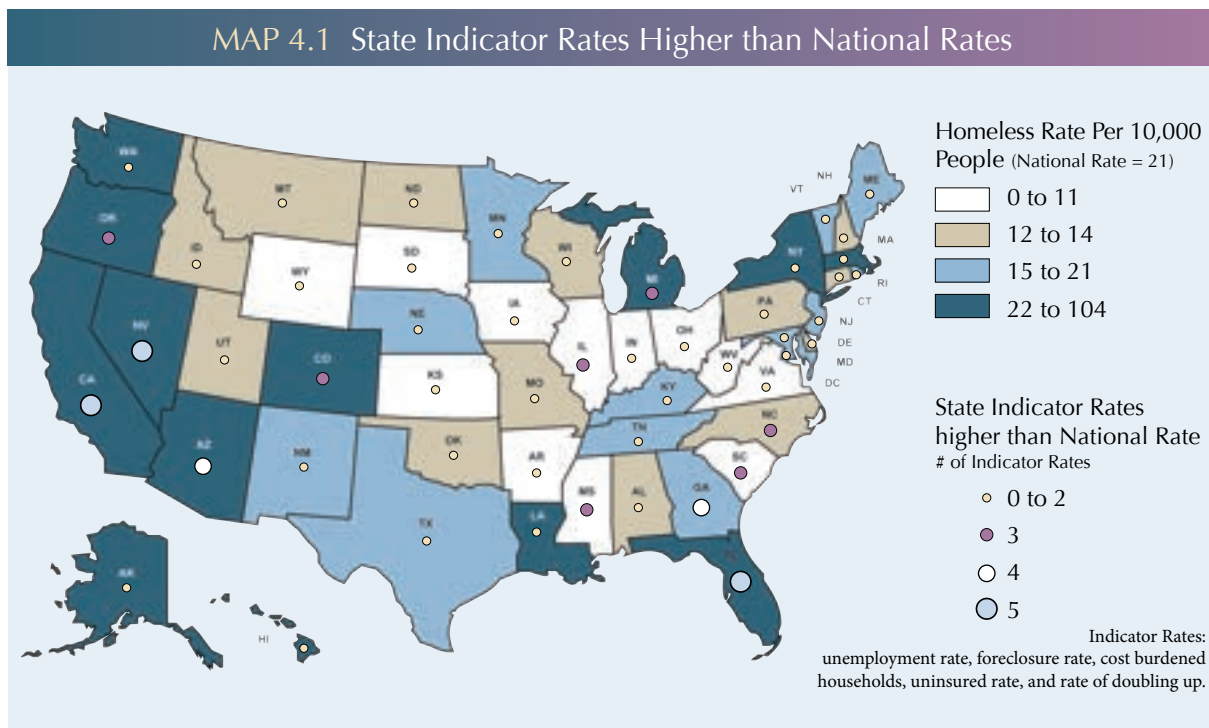 MAP 4.1 State Indicator Rates Higher than National Rates
Homeless Rate Per 10,000
People (National Rate = 21)
0 to 11
12 to 14
15 to 21
22 to 104
State Indicator Rates
higher than National Rate
# of Indicator Rates
0 to 2
3
4
5
Indicator Rates:
unemployment rate, foreclosure rate, cost burdened
households, uninsured rate, and rate of doubling up.
WA
MT
ND
OR
ID
MN
WI
SD
WY
VT
NH
ME
MA
NY
MI
RI
CT
IA
NE
PA
NJ
NV
UT
CO
IL
IN
OH
DE
MD
DC
WV
VA
KS
MO
KY
CA
NC
TN
AZ
NM
OK
AR
SC
MS
AL
GA
TX
LA
FL
AK
HI